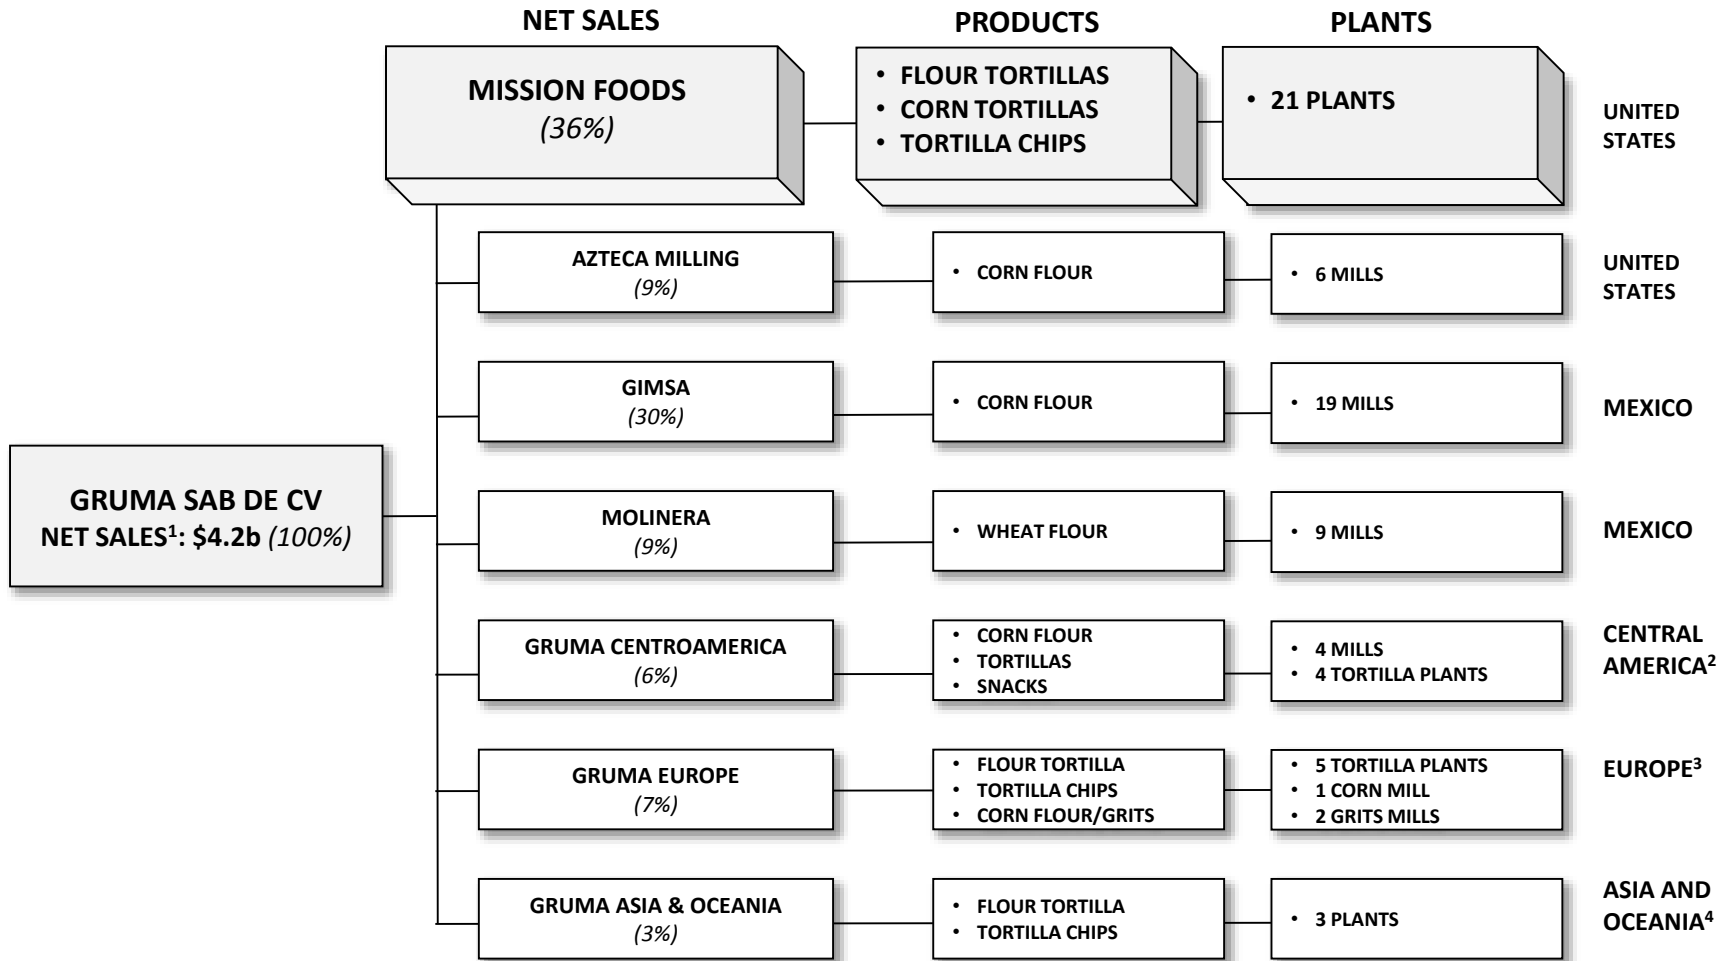 NET SALES
PRODUCTS
PLANTS
MISSION FOODS
(36%)
• FLOUR TORTILLAS
• CORN TORTILLAS
• TORTILLA CHIPS
• 21 PLANTS
UNITED
STATES
AZTECA MILLING
(9%)
• CORN FLOUR
• 6 MILLS
UNITED
STATES
GIMSA
(30%)
• CORN FLOUR
• 19 MILLS
MEXICO
GRUMA SAB DE CV
NET SALES¹: $4.2b (100%)
MOLINERA
(9%)
• WHEAT FLOUR
• 9 MILLS
MEXICO
GRUMA CENTROAMERICA
(6%)
• CORN FLOUR
• TORTILLAS
• SNACKS
• 4 MILLS
• 4 TORTILLA PLANTS
CENTRAL
AMERICA²
GRUMA EUROPE
(7%)
• FLOUR TORTILLA
• TORTILLA CHIPS
• CORN FLOUR/GRITS
• 5 TORTILLA PLANTS
• 1 CORN MILL
• 2 GRITS MILLS
EUROPE³
GRUMA ASIA & OCEANIA
(3%)
• FLOUR TORTILLA
• TORTILLA CHIPS
• 3 PLANTS
ASIA AND
OCEANIA⁴